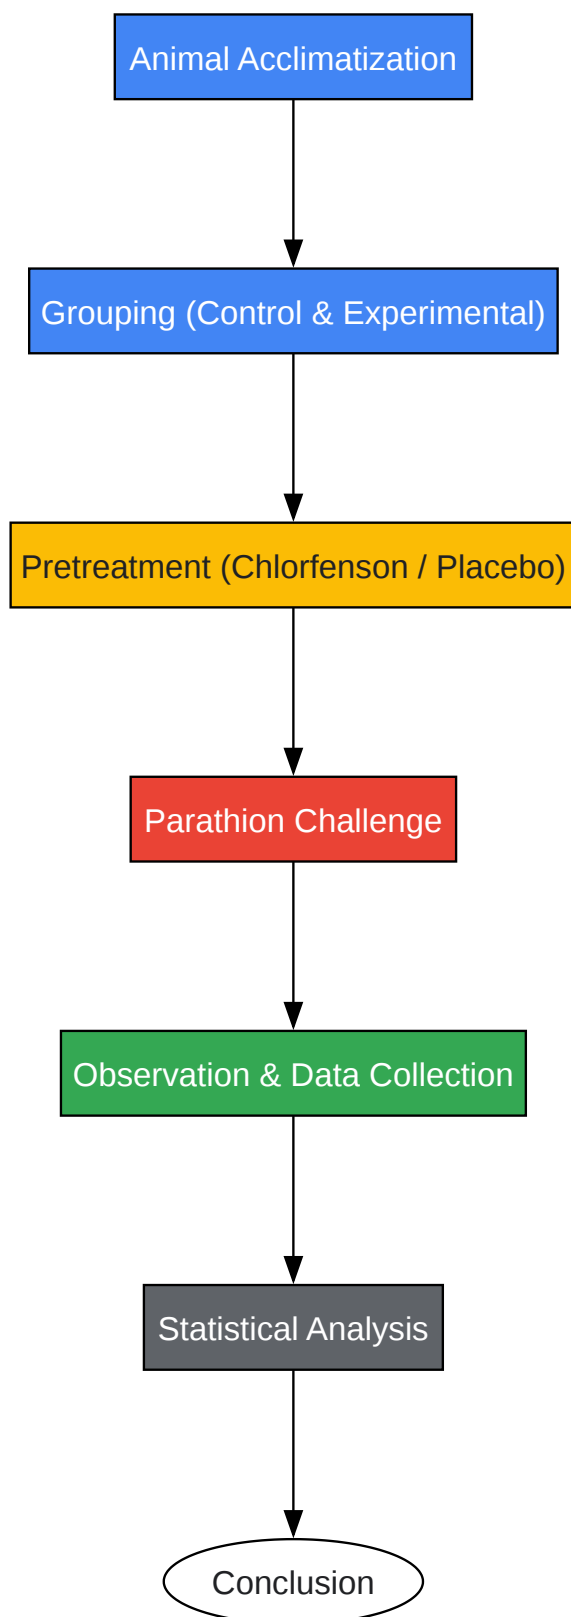 Animal Acclimatization
Grouping (Control & Experimental)
Pretreatment (Chlorfenson / Placebo)
Parathion Challenge
Observation & Data Collection
Statistical Analysis
Conclusion